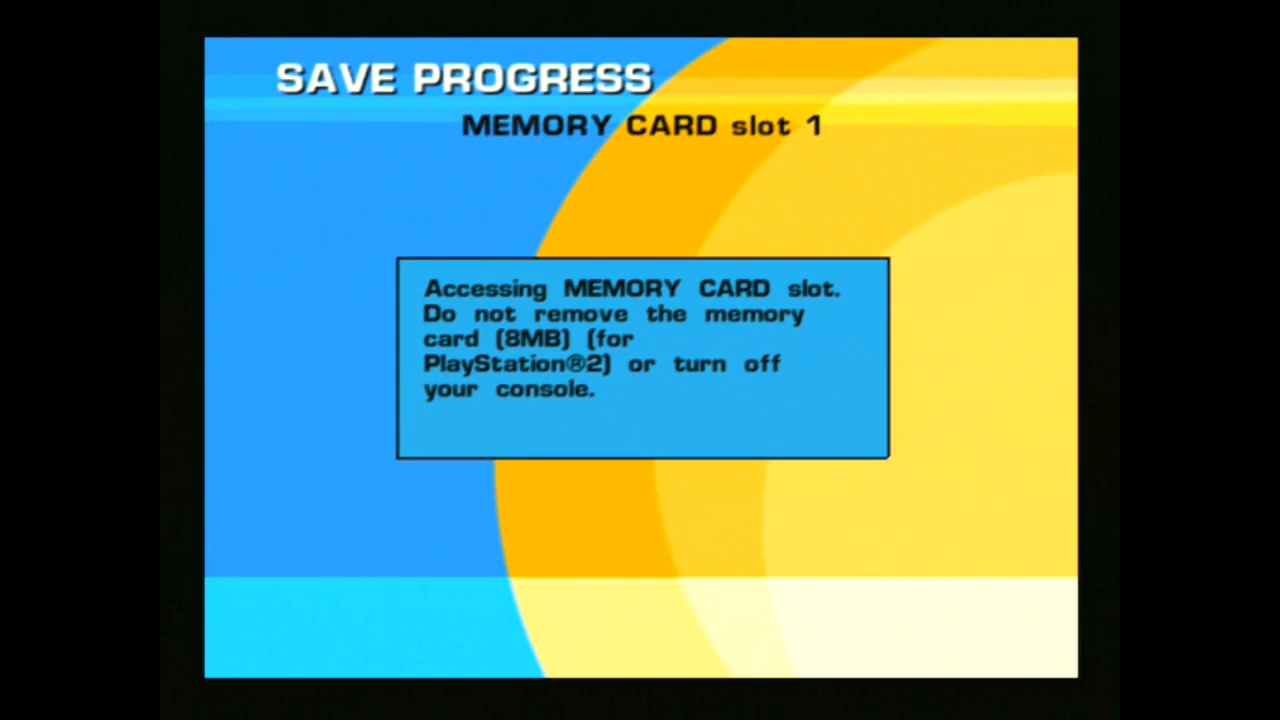 SAVE PROGRESS
MEMORY CARD slot 1
Accessing MEMORY CARD slot.
Do not remove the memory
card (8MB) (for
PlayStation®2) or turn off
your console.